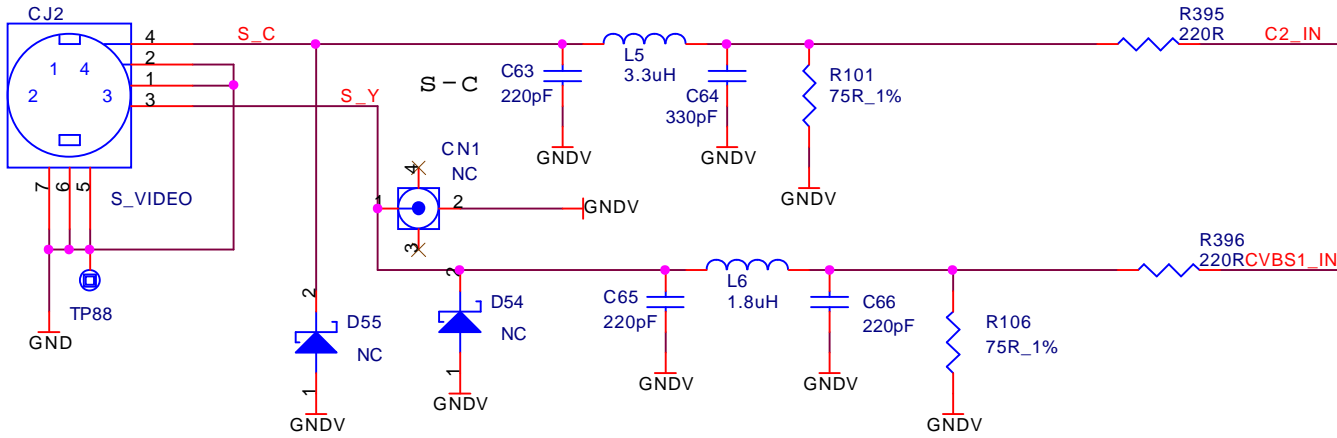 CJ2
4
2
1
3
1 4
2 3
7
6
5
S_VIDEO
TP88
GND
S_C
S_Y
S-C
C63
220pF
GNDV
L5
3.3uH
C64
330pF
GNDV
R101
75R_1%
GNDV
R395
220R
C2_IN
CN1
NC
4
1
2
3
GNDV
2
D55
NC
1
GNDV
2
D54
NC
1
GNDV
C65
220pF
GNDV
L6
1.8uH
C66
220pF
GNDV
R106
75R_1%
GNDV
R396
220R
CVBS1_IN